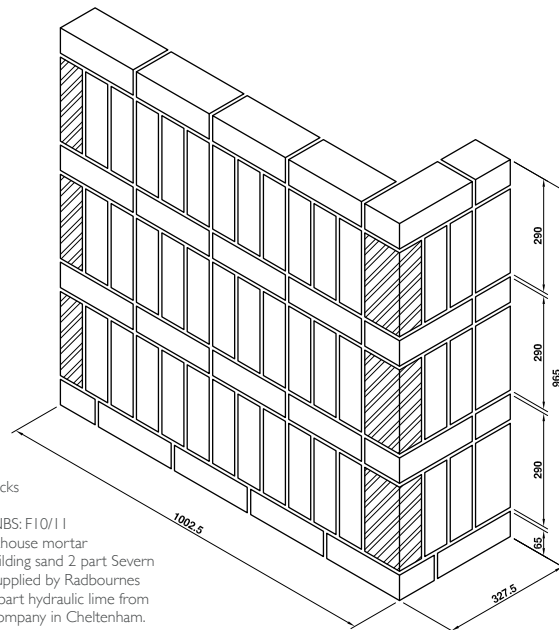 290
290
965
290
65
1002.5
327.5
cks
NBS: F10/11
house mortar
ilding sand 2 part Severn
upplied by Radbournes
part hydraulic lime from
ompany in Cheltenham.